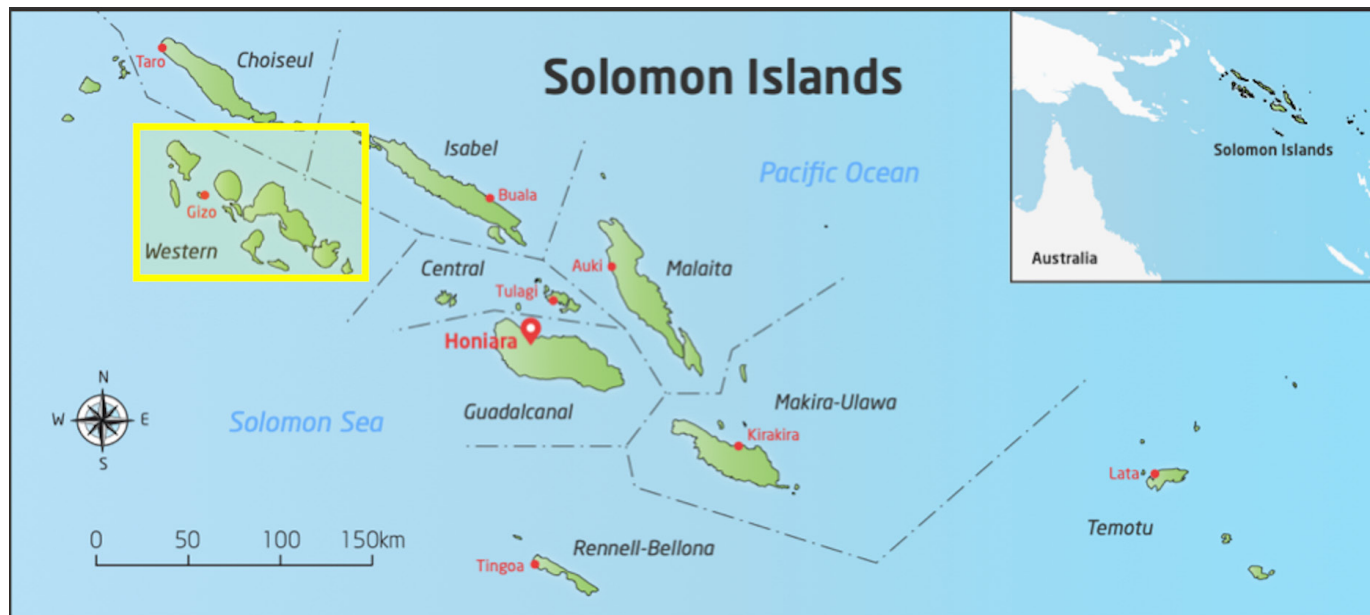 Solomon Islands
Taro
Choiseul
Isabel
Buala
Pacific Ocean
Solomon Islands
Australia
Gizo
Western
Central
Tulagi
Auki
Malaita
Honiara
Guadalcanal
Makira-Ulawa
Kirakira
Solomon Sea
N
W
E
S
Lata
Temotu
Rennell-Bellona
Tingoa
0 50 100 150km